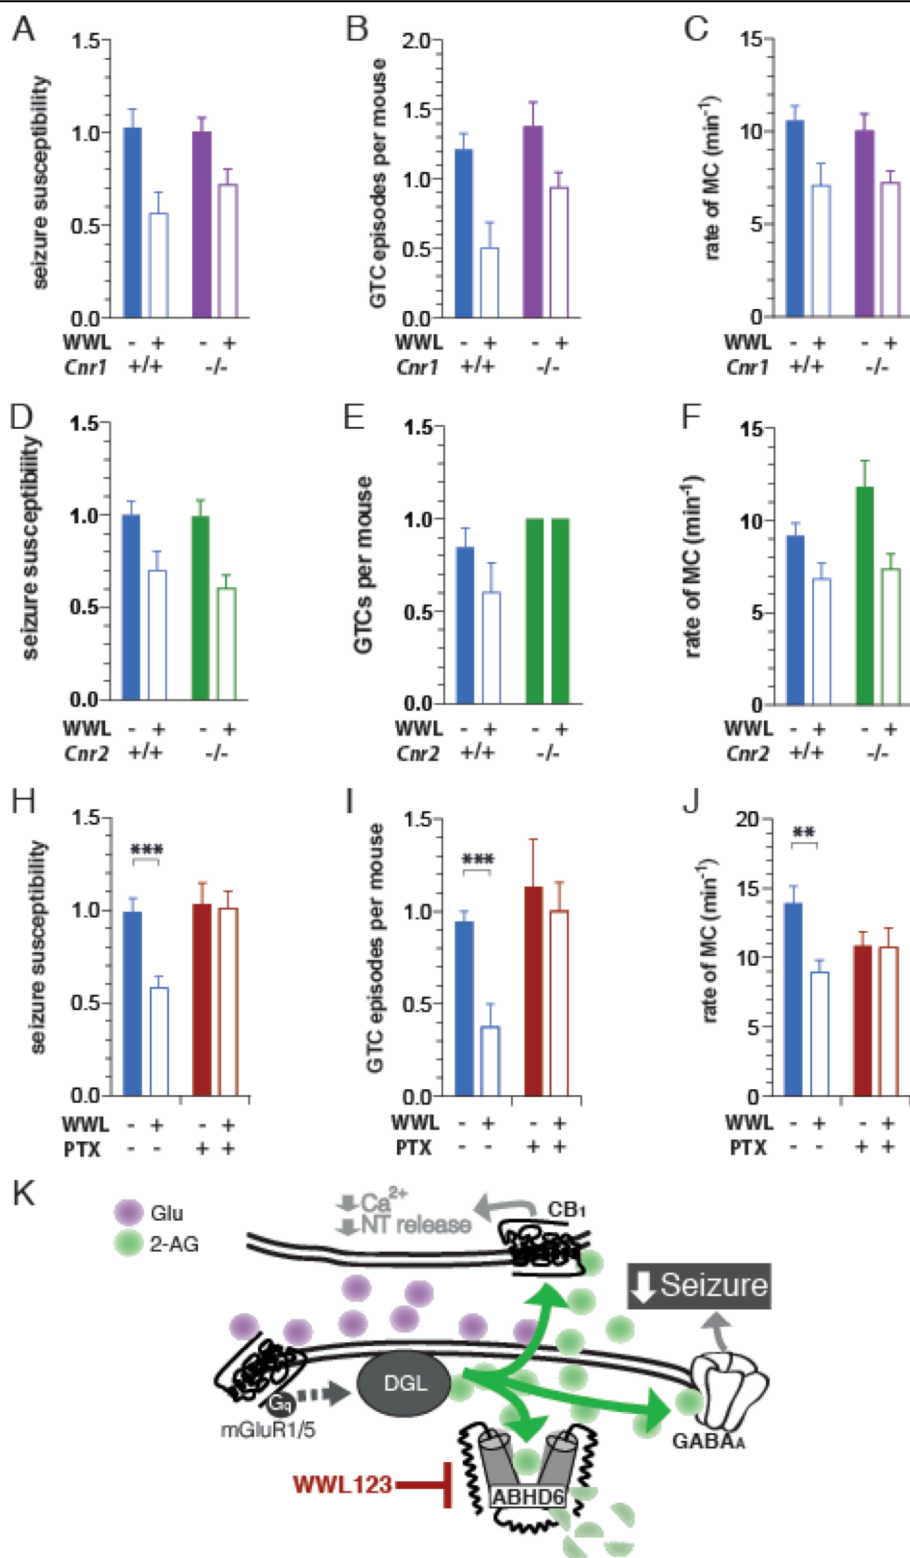 A
seizure susceptibility
1.5
1.0
0.5
0.0
WWL - + - +
Cnr1 +/+ -/-
B
GTC episodes per mouse
2.0
1.5
1.0
0.5
0.0
WWL - + - +
Cnr1 +/+ -/-
C
rate of MC (min-1)
15
10
5
0
WWL - + - +
Cnr1 +/+ -/-
D
seizure susceptibiliity
1.5
1.0
0.5
0.0
WWL - + - +
Cnr2 +/+ -/-
E
GTCs per mouse
1.5
1.0
0.5
0.0
WWL - + - +
Cnr2 +/+ -/-
F
rate of MC (min-1)
15
10
5
0
WWL - + - +
Cnr2 +/+ -/-
H
seizure susceptibility
1.5
1.0
0.5
0.0
***
WWL - + - +
PTX - - + +
I
GTC episodes per mouse
1.5
1.0
0.5
0.0
***
WWL - + - +
PTX - - + +
J
rate of MC (min-1)
20
15
10
5
0
**
WWL - + - +
PTX - - + +
K
Glu
2-AG
Ca2+
NT release
CB1
Seizure
DGL
Gq
mGluR1/5
GABAA
WWL123
ABHD6